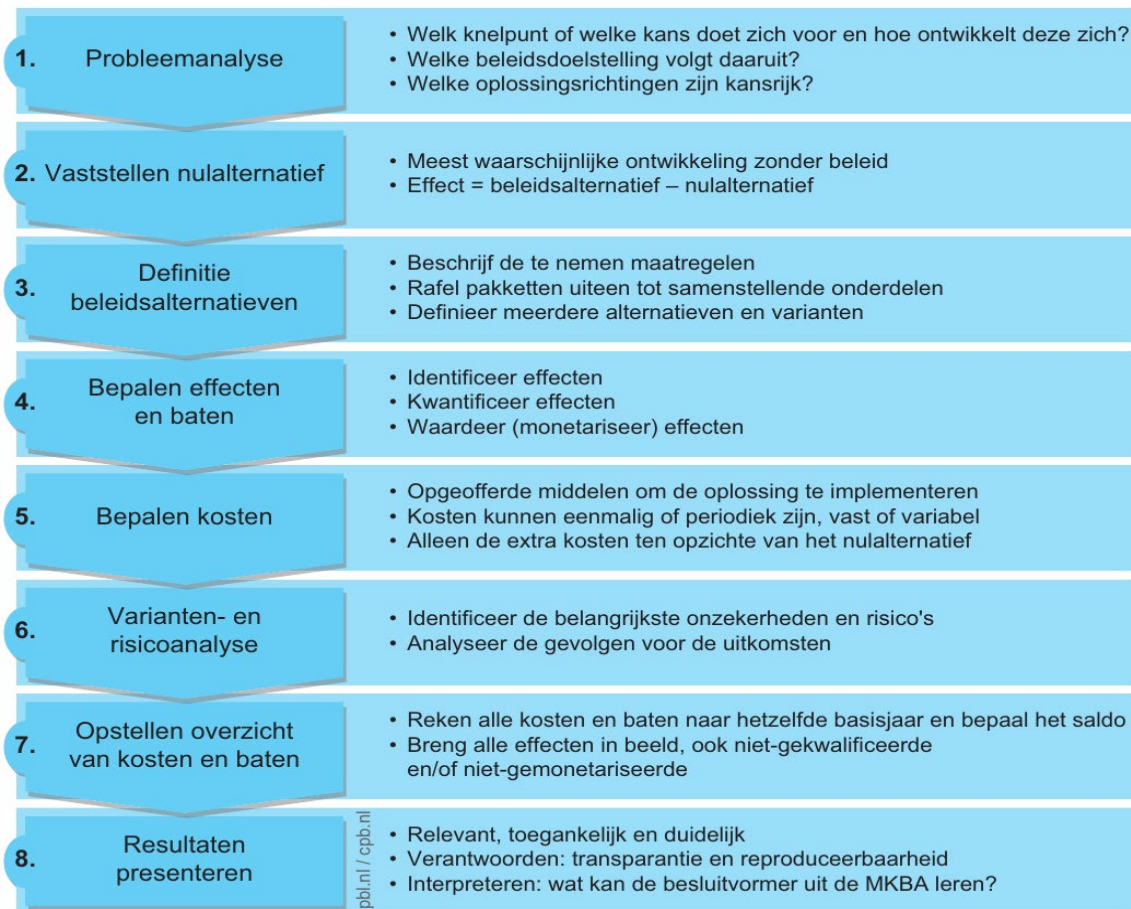 1. Probleemanalyse
• Welk knelpunt of welke kans doet zich voor en hoe ontwikkelt deze zich?
• Welke beleidsdoelstelling volgt daaruit?
• Welke oplossingsrichtingen zijn kansrijk?
2. Vaststellen nulalternatief
• Meest waarschijnlijke ontwikkeling zonder beleid
• Effect = beleidsalternatief – nulalternatief
3. Definitie
beleidsalternatieven
• Beschrijf de te nemen maatregelen
• Rafel pakketten uiteen tot samenstellende onderdelen
• Definieer meerdere alternatieven en varianten
4. Bepalen effecten
en baten
• Identificeer effecten
• Kwantificeer effecten
• Waardeer (monetariseer) effecten
5. Bepalen kosten
• Opgeofferde middelen om de oplossing te implementeren
• Kosten kunnen eenmalig of periodiek zijn, vast of variabel
• Alleen de extra kosten ten opzichte van het nulalternatief
6. Varianten- en
risicoanalyse
• Identificeer de belangrijkste onzekerheden en risico's
• Analyseer de gevolgen voor de uitkomsten
7. Opstellen overzicht
van kosten en baten
• Reken alle kosten en baten naar hetzelfde basisjaar en bepaal het saldo
• Breng alle effecten in beeld, ook niet-gekwalificeerde
en/of niet-gemonetariseerde
8. Resultaten
presenteren
pbl.nl / cpb.nl
• Relevant, toegankelijk en duidelijk
• Verantwoorden: transparantie en reproduceerbaarheid
• Interpreteren: wat kan de besluitvormer uit de MKBA leren?